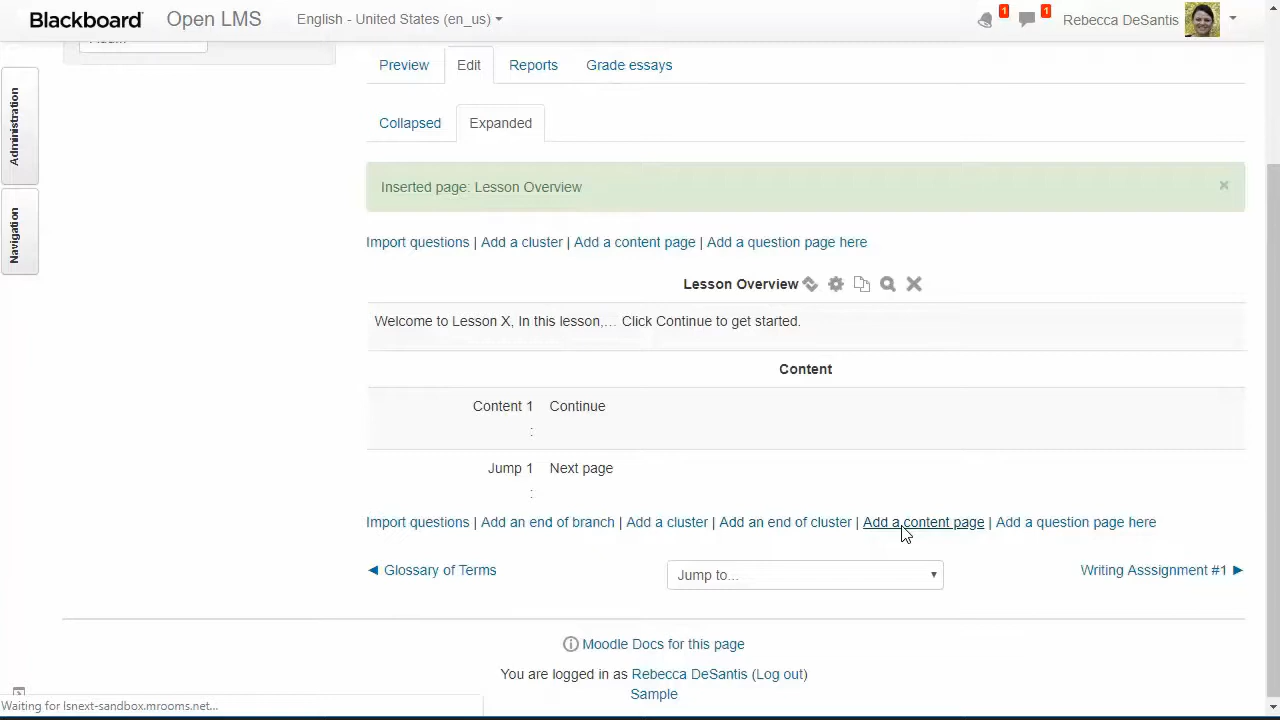 Blackboard Open LMS English - United States (en_us) 1 1 Rebecca DeSantis
Administration
Navigation
Preview Edit Reports Grade essays
Collapsed Expanded
Inserted page: Lesson Overview ×
Import questions | Add a cluster | Add a content page | Add a question page here
Lesson Overview
Welcome to Lesson X, In this lesson,… Click Continue to get started.
Content
Content 1 Continue
:
Jump 1 Next page
:
Import questions | Add an end of branch | Add a cluster | Add an end of cluster | Add a content page | Add a question page here
◄ Glossary of Terms Jump to... Writing Asssignment #1 ►
Moodle Docs for this page
You are logged in as Rebecca DeSantis (Log out)
Sample
Waiting for lsnext-sandbox.mrooms.net...